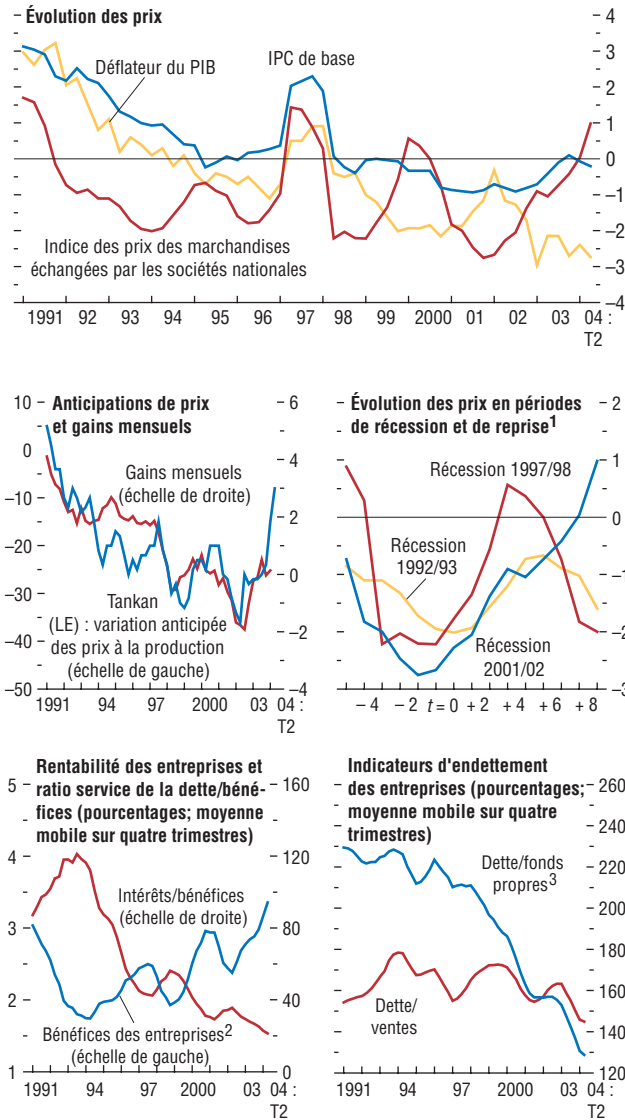 Évolution des prix
4
3
2
1
0
–1
–2
–3
–4
Déflateur du PIB
IPC de base
Indice des prix des marchandises
échangées par les sociétés nationales
1991 92 93 94 95 96 97 98 99 2000 01 02 03 04 :
T2
Anticipations de prix
et gains mensuels
10
0
–10
–20
–30
–40
–50
6
4
2
0
–2
–4
Gains mensuels
(échelle de droite)
Tankan
(LE) : variation anticipée
des prix à la production
(échelle de gauche)
1991 94 97 2000 03 04 :
T2
Évolution des prix en périodes
de récession et de reprise1
2
1
0
–1
–2
–3
Récession 1997/98
Récession
1992/93
Récession
2001/02
– 4 – 2 t = 0 + 2 + 4 + 6 + 8
Rentabilité des entreprises et
ratio service de la dette/béné-
fices (pourcentages; moyenne
mobile sur quatre trimestres)
5
4
3
2
1
160
120
80
40
0
Intérêts/bénéfices
(échelle de droite)
Bénéfices des entreprises2
(échelle de gauche)
1991 94 97 2000 03 04 :
T2
Indicateurs d'endettement
des entreprises (pourcentages;
moyenne mobile sur quatre
trimestres)
260
240
220
200
180
160
140
120
Dette/fonds
propres3
Dette/
ventes
1991 94 97 2000 03 04 :
T2